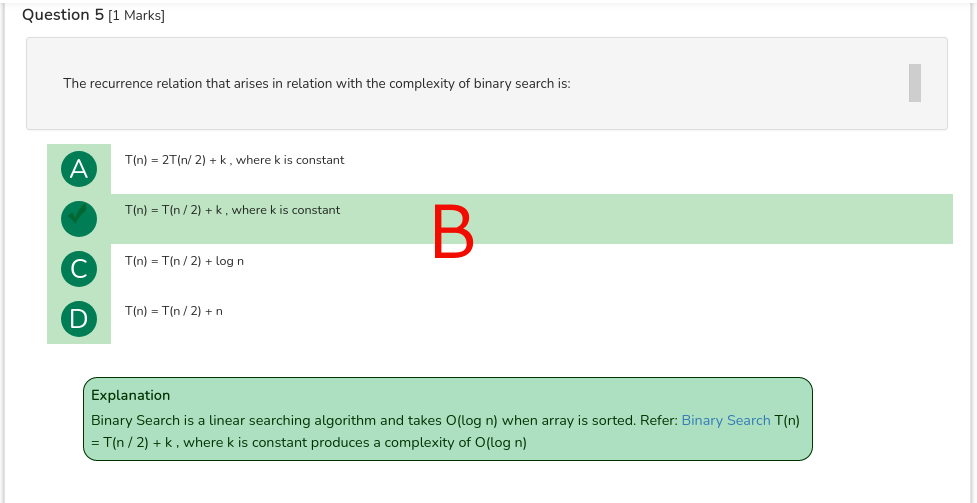 Question 5 [1 Marks]
The recurrence relation that arises in relation with the complexity of binary search is:
A
T(n) = 2T(n/ 2) + k , where k is constant
T(n) = T(n / 2) + k , where k is constant
B
C
T(n) = T(n / 2) + log n
D
T(n) = T(n / 2) + n
Explanation
Binary Search is a linear searching algorithm and takes O(log n) when array is sorted. Refer: Binary Search T(n)
= T(n / 2) + k , where k is constant produces a complexity of O(log n)